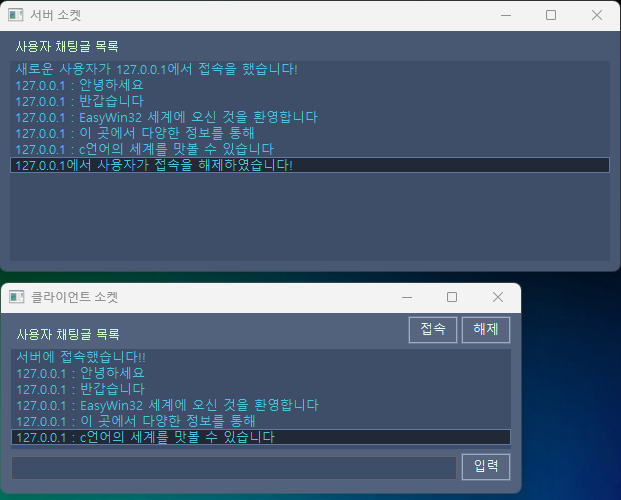 서버 소켓
사용자 채팅글 목록
새로운 사용자가 127.0.0.1에서 접속을 했습니다!
127.0.0.1 : 안녕하세요
127.0.0.1 : 반갑습니다
127.0.0.1 : EasyWin32 세계에 오신 것을 환영합니다
127.0.0.1 : 이 곳에서 다양한 정보를 통해
127.0.0.1 : c언어의 세계를 맛볼 수 있습니다
127.0.0.1에서 사용자가 접속을 해제하였습니다!
클라이언트 소켓
사용자 채팅글 목록
접속
해제
서버에 접속했습니다!!
127.0.0.1 : 안녕하세요
127.0.0.1 : 반갑습니다
127.0.0.1 : EasyWin32 세계에 오신 것을 환영합니다
127.0.0.1 : 이 곳에서 다양한 정보를 통해
127.0.0.1 : c언어의 세계를 맛볼 수 있습니다
입력